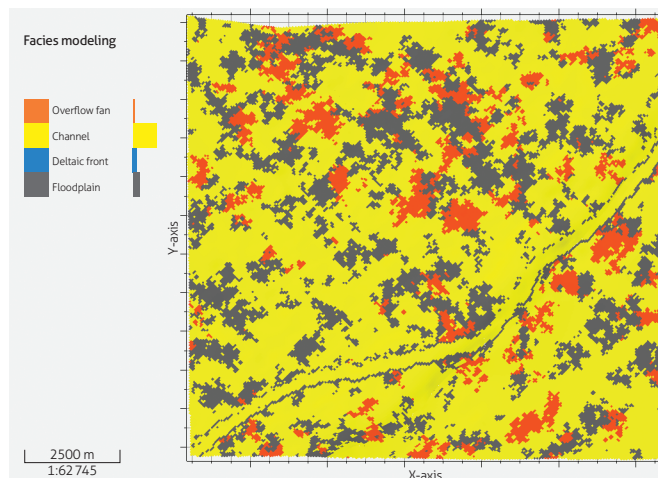 Facies modeling
Overflow fan
Channel
Deltaic front
Floodplain
Y-axis
2500 m
1:62 745
X-axis